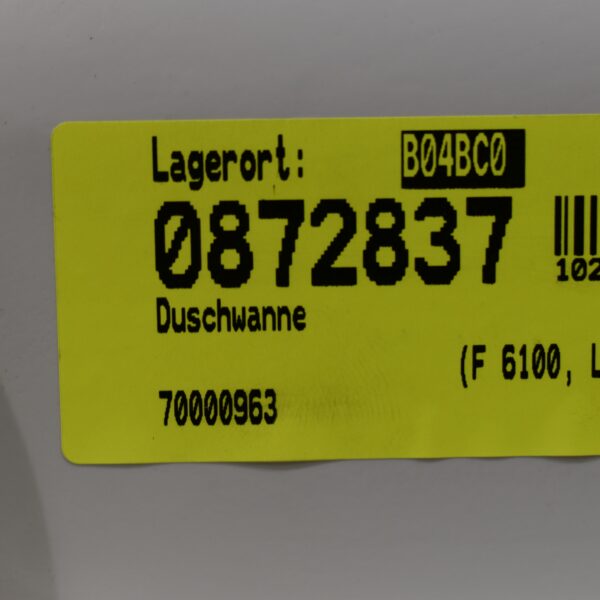 Lagerort: B04BC0
0872837
102
Duschwanne
(F 6100, L
70000963